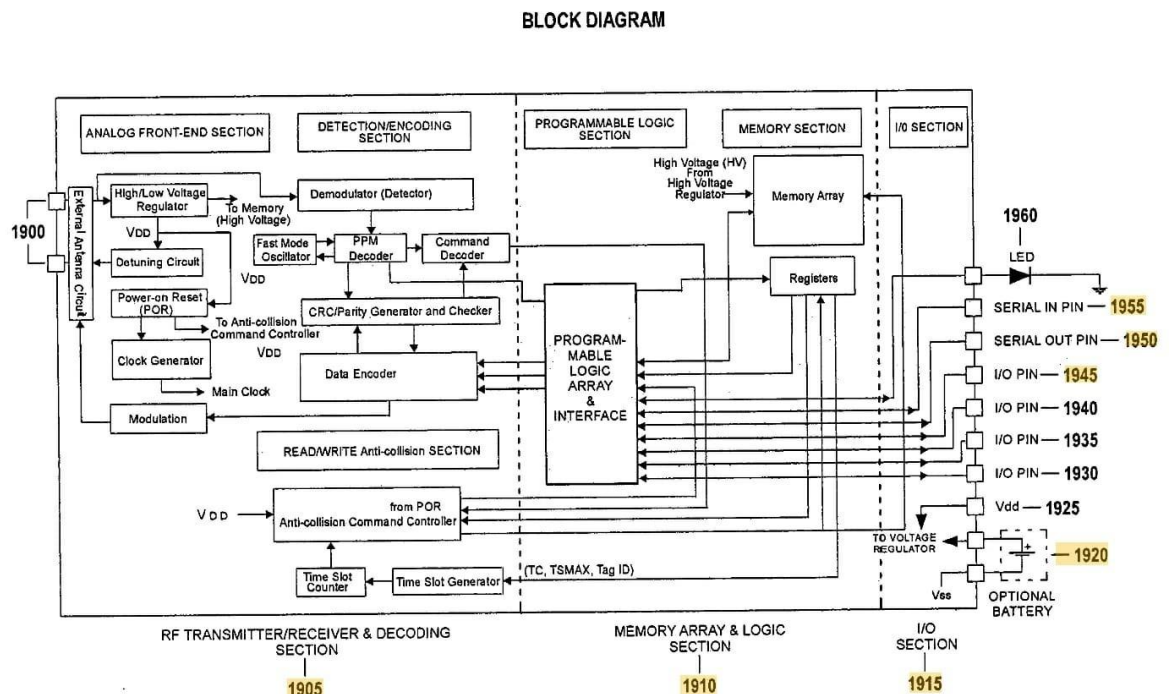 BLOCK DIAGRAM
ANALOG FRONT-END SECTION
DETECTION/ENCODING
SECTION
PROGRAMMABLE LOGIC
SECTION
MEMORY SECTION
I/0 SECTION
1900
External Antenna Circuit
High/Low Voltage
Regulator
To Memory
(High Voltage)
VDD
Detuning Circuit
Power-on Reset
(POR)
To Anti-collision
Command Controller
Clock Generator
Main Clock
Modulation
Demodulator (Detector)
Fast Mode
Oscillator
PPM
Decoder
Command
Decoder
VDD
CRC/Parity Generator and Checker
VDD
Data Encoder
READ/WRITE Anti-collision SECTION
VDD
from POR
Anti-collision Command Controller
Time Slot
Counter
Time Slot Generator
(TC, TSMAX, Tag ID)
High Voltage (HV)
From
High Voltage
Regulator
Memory Array
Registers
PROGRAM-
MABLE
LOGIC
ARRAY
&
INTERFACE
1960
LED
SERIAL IN PIN — 1955
SERIAL OUT PIN — 1950
I/O PIN — 1945
I/O PIN — 1940
I/O PIN — 1935
I/O PIN — 1930
Vdd — 1925
TO VOLTAGE
REGULATOR
+
1920
Vss
OPTIONAL
BATTERY
RF TRANSMITTER/RECEIVER & DECODING
SECTION
1905
MEMORY ARRAY & LOGIC
SECTION
1910
I/O
SECTION
1915